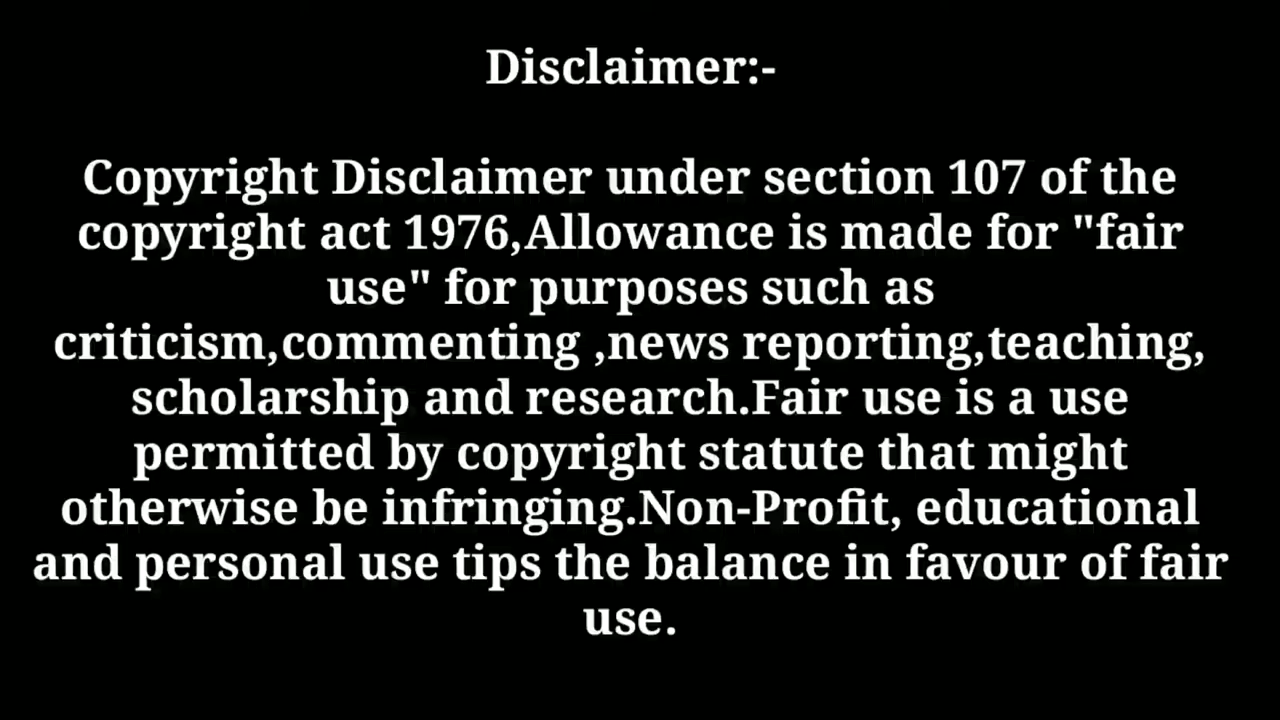 Disclaimer:-
Copyright Disclaimer under section 107 of the
copyright act 1976,Allowance is made for "fair
use" for purposes such as
criticism,commenting ,news reporting,teaching,
scholarship and research.Fair use is a use
permitted by copyright statute that might
otherwise be infringing.Non-Profit, educational
and personal use tips the balance in favour of fair
use.